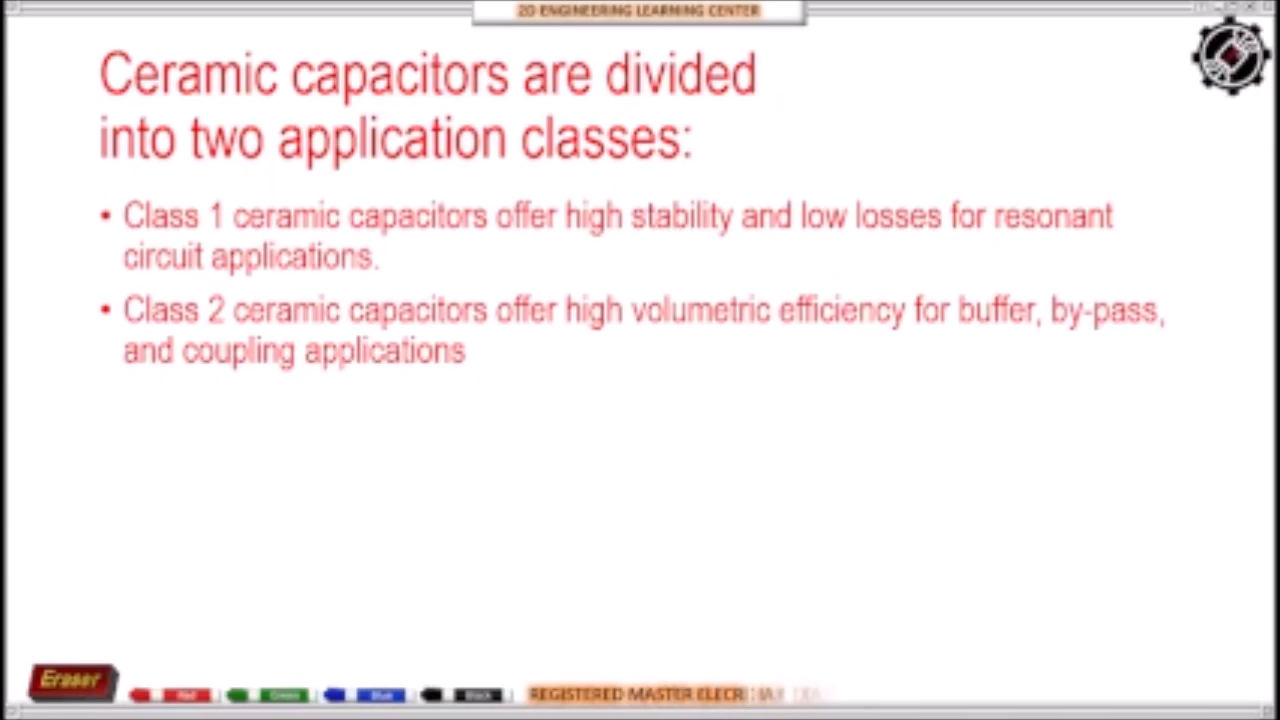 2D ENGINEERING LEARNING CENTER
Ceramic capacitors are divided
into two application classes:
• Class 1 ceramic capacitors offer high stability and low losses for resonant
circuit applications.
• Class 2 ceramic capacitors offer high volumetric efficiency for buffer, by-pass,
and coupling applications
Eraser
Red
Green
Blue
Black
REGISTERED MASTER ELECR